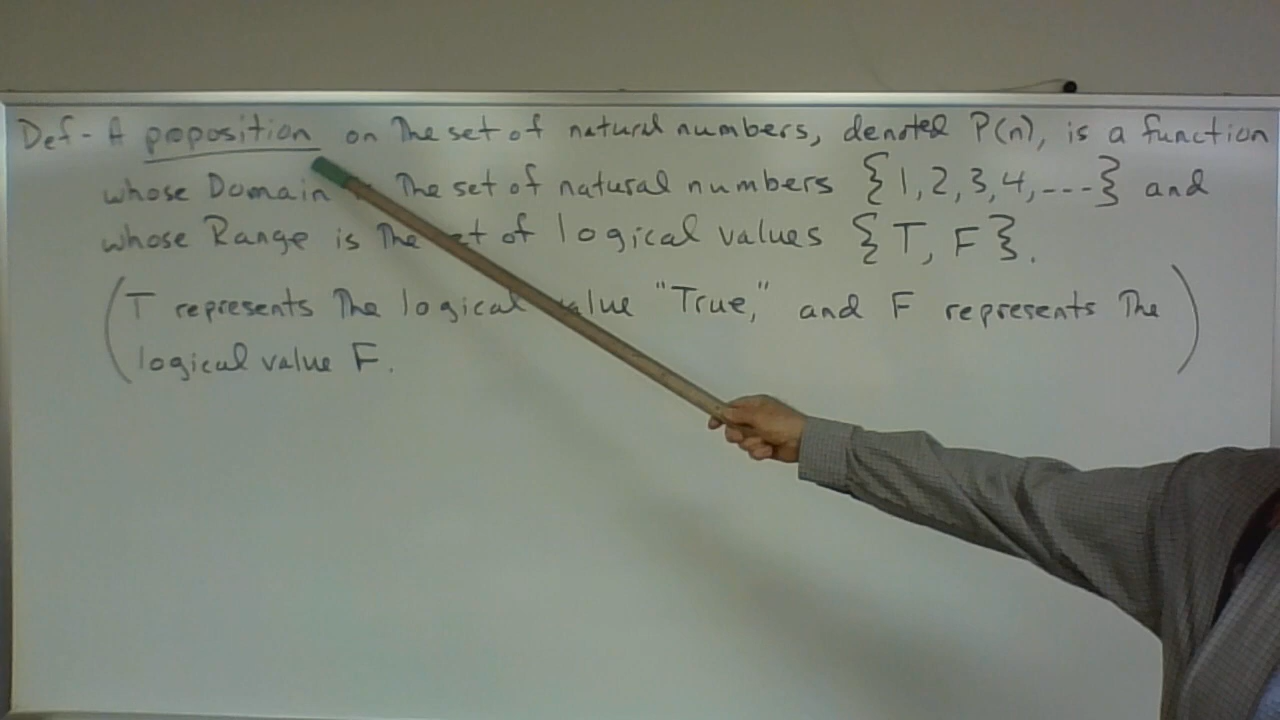 Def - A proposition on the set of natural numbers, denoted P(n), is a function
whose Domain the set of natural numbers {1, 2, 3, 4, ----} and
whose Range is the of logical values {T, F}.
(T represents the logical value "True," and F represents the
logical value F.)